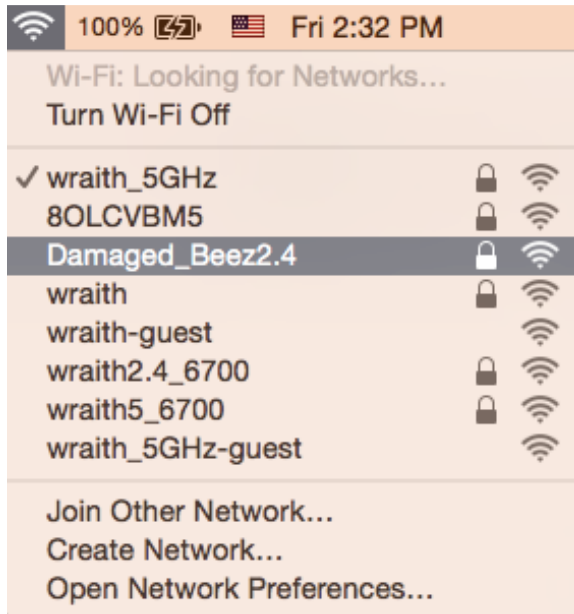 100% Fri 2:32 PM
Wi-Fi: Looking for Networks...
Turn Wi-Fi Off
wraith_5GHz
8OLCVBM5
Damaged_Beez2.4
wraith
wraith-guest
wraith2.4_6700
wraith5_6700
wraith_5GHz-guest
Join Other Network...
Create Network...
Open Network Preferences...